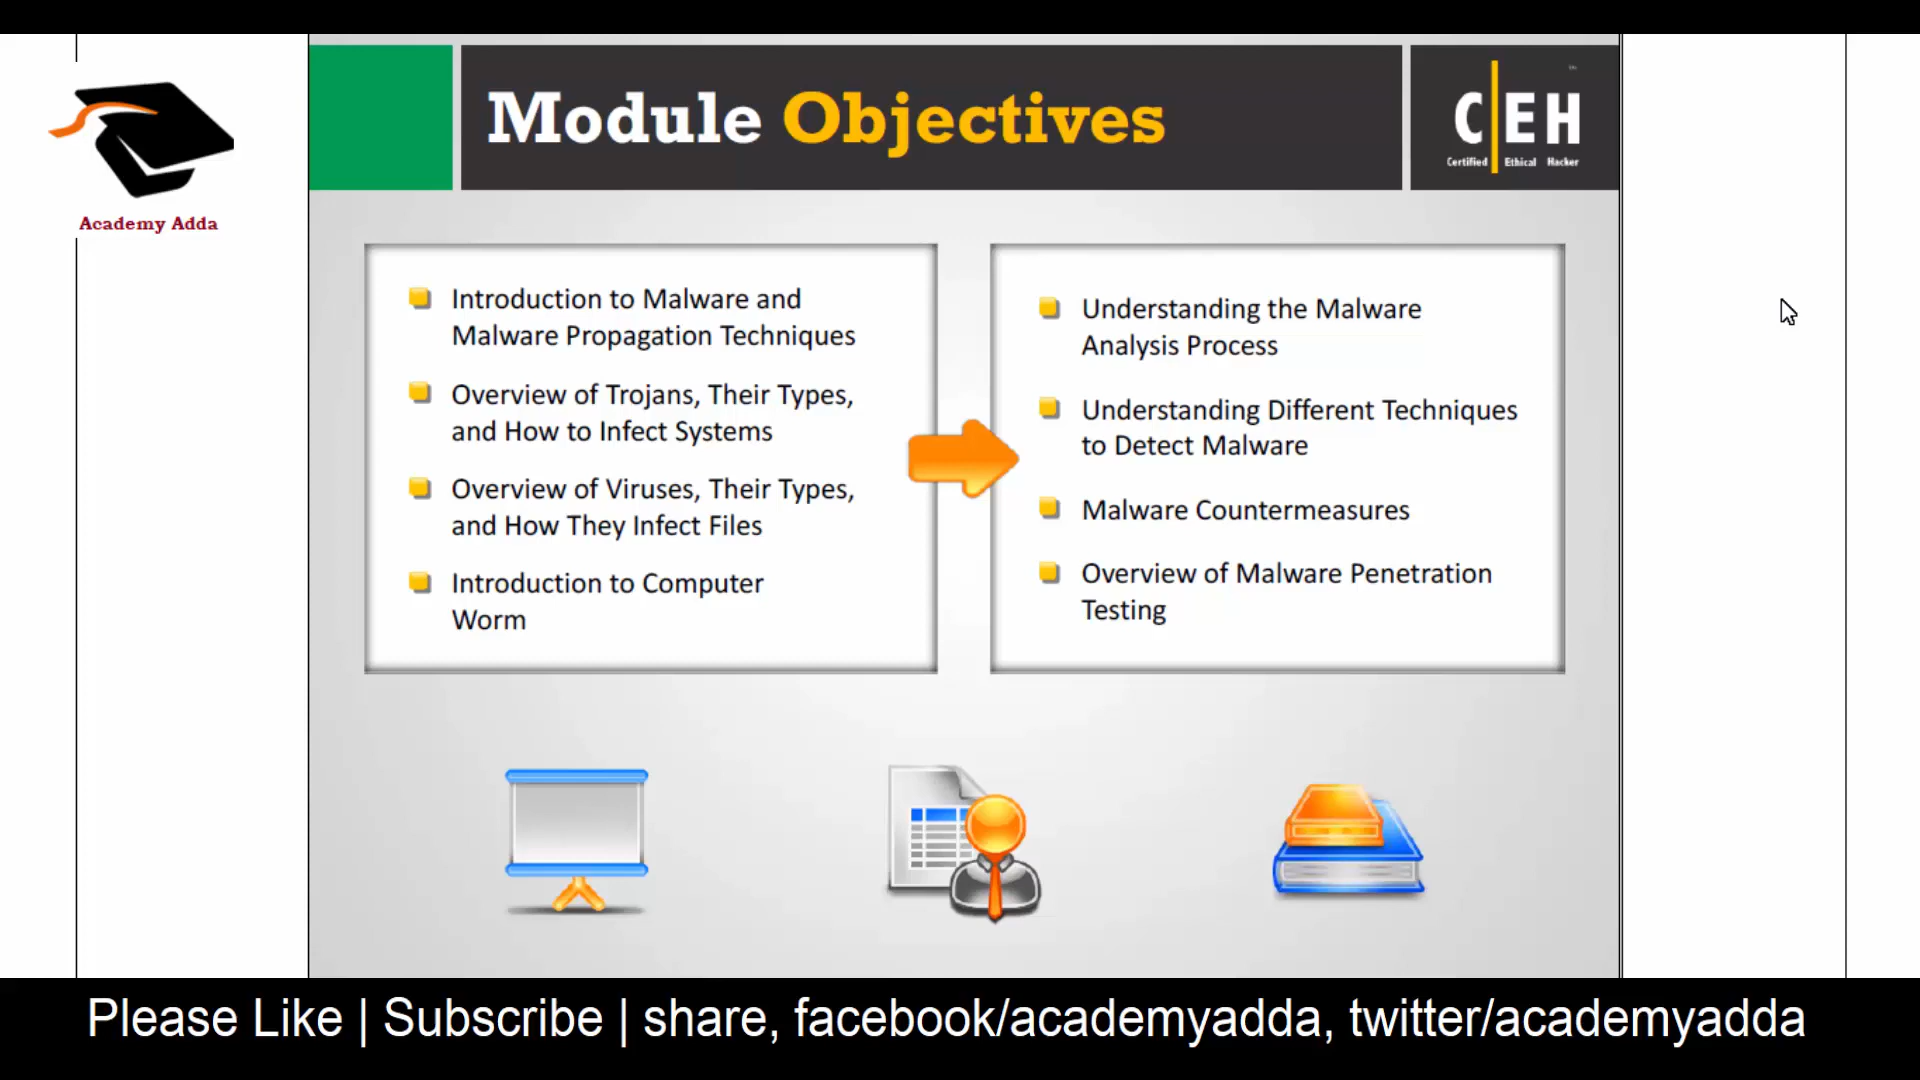 Module Objectives
C|EH
Certified Ethical Hacker
Academy Adda
Introduction to Malware and
Malware Propagation Techniques
Overview of Trojans, Their Types,
and How to Infect Systems
Overview of Viruses, Their Types,
and How They Infect Files
Introduction to Computer
Worm
Understanding the Malware
Analysis Process
Understanding Different Techniques
to Detect Malware
Malware Countermeasures
Overview of Malware Penetration
Testing
Please Like | Subscribe | share, facebook/academyadda, twitter/academyadda